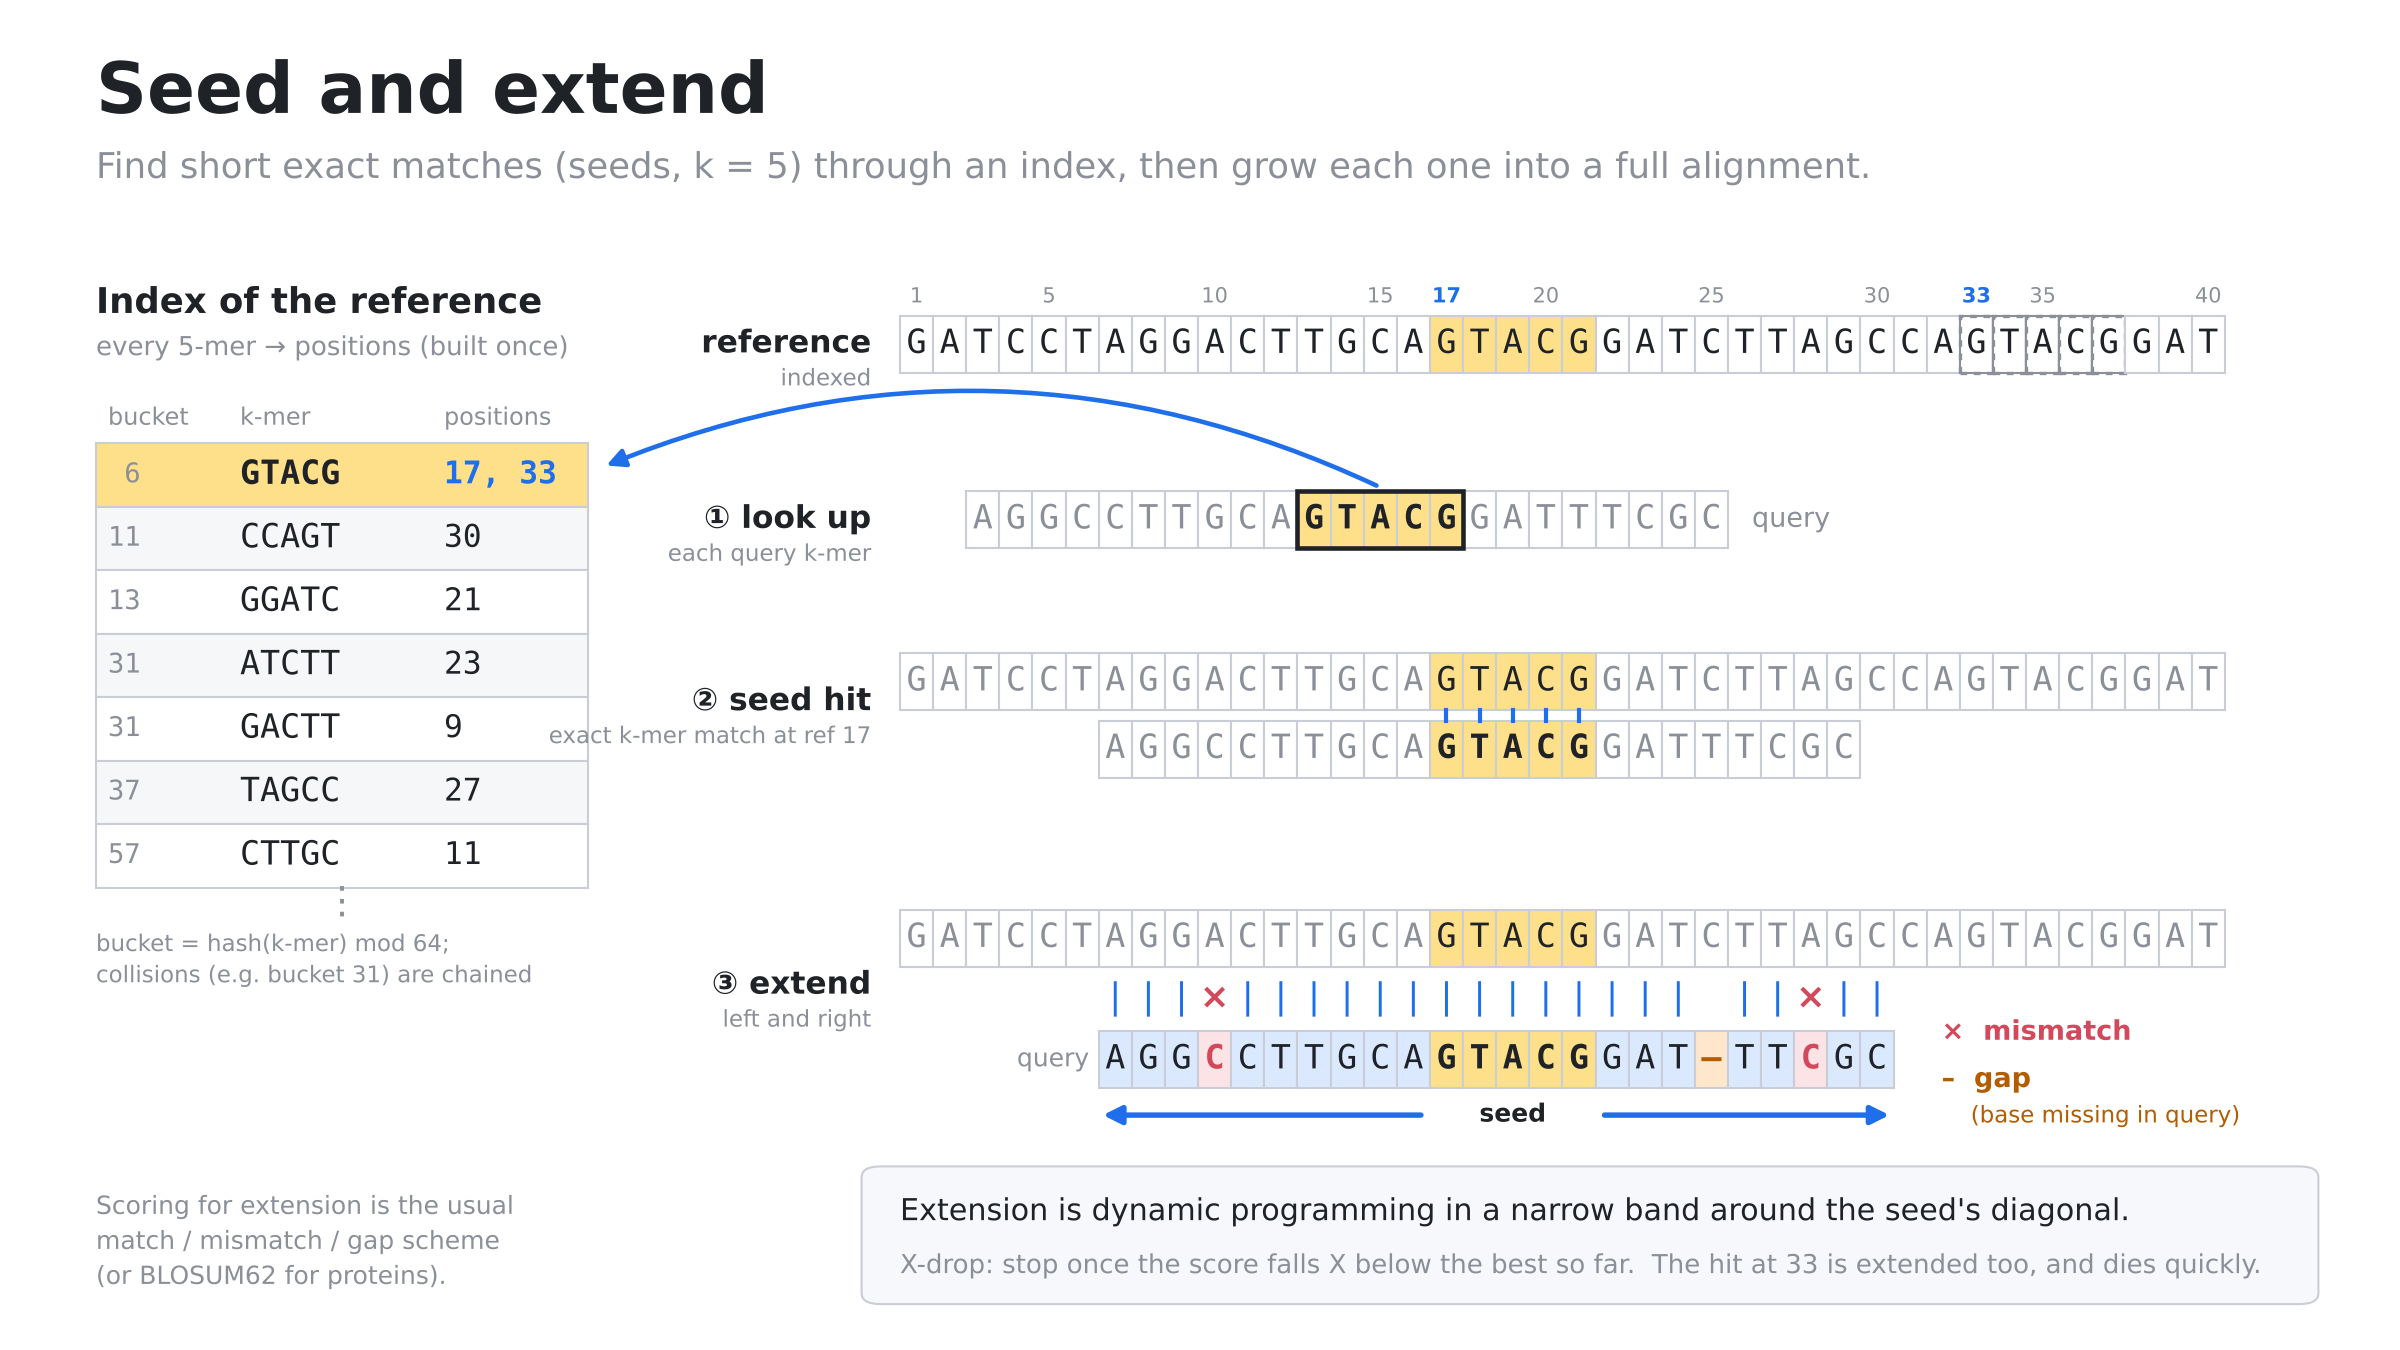 Seed and extend
Find short exact matches (seeds, k = 5) through an index, then grow each one into a full alignment.
Index of the reference
every 5-mer → positions (built once)
bucket k-mer positions
6 GTACG 17, 33
11 CCAGT 30
13 GGATC 21
31 ATCTT 23
31 GACTT 9
37 TAGCC 27
57 CTTGC 11
⋮
bucket = hash(k-mer) mod 64;
collisions (e.g. bucket 31) are chained
Scoring for extension is the usual
match / mismatch / gap scheme
(or BLOSUM62 for proteins).
1 5 10 15 17 20 25 30 33 35 40
reference GATCCTAGGACTTGCAGTACGGATCTTAGCCAGTACGGAT
indexed
① look up AGGCCTTGCAGTACGGATTTCGC query
each query k-mer
GATCCTAGGACTTGCAGTACGGATCTTAGCCAGTACGGAT
② seed hit
exact k-mer match at ref 17
AGGCCTTGCAGTACGGATTTCGC
GATCCTAGGACTTGCAGTACGGATCTTAGCCAGTACGGAT
③ extend
left and right
| | | × | | | | | | | | | | | | | | | | × | |
query AGGCCTTGCAGTACGGAT–TTCGC
seed
× mismatch
– gap
(base missing in query)
Extension is dynamic programming in a narrow band around the seed's diagonal.
X-drop: stop once the score falls X below the best so far. The hit at 33 is extended too, and dies quickly.